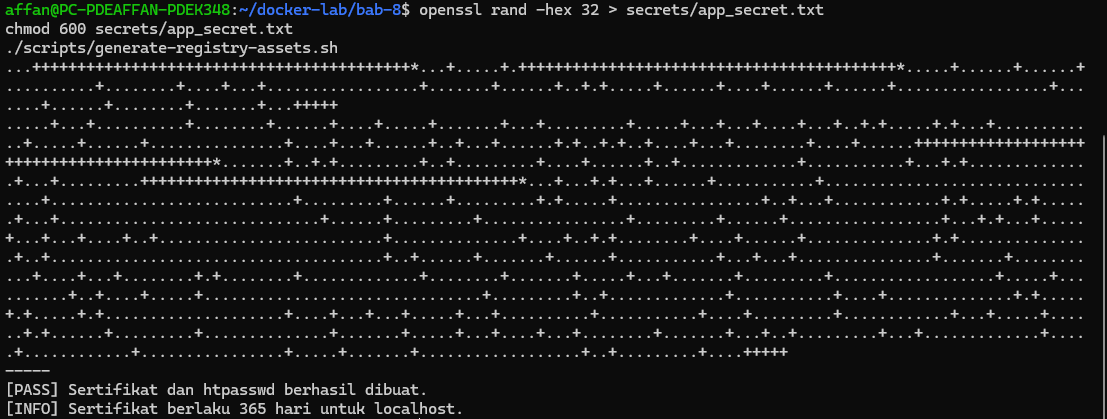 affan@PC-PDEAFFAN-PDEK348:~/docker-lab/bab-8$ openssl rand -hex 32 > secrets/app_secret.txt
chmod 600 secrets/app_secret.txt
./scripts/generate-registry-assets.sh
-----
[PASS] Sertifikat dan htpasswd berhasil dibuat.
[INFO] Sertifikat berlaku 365 hari untuk localhost.